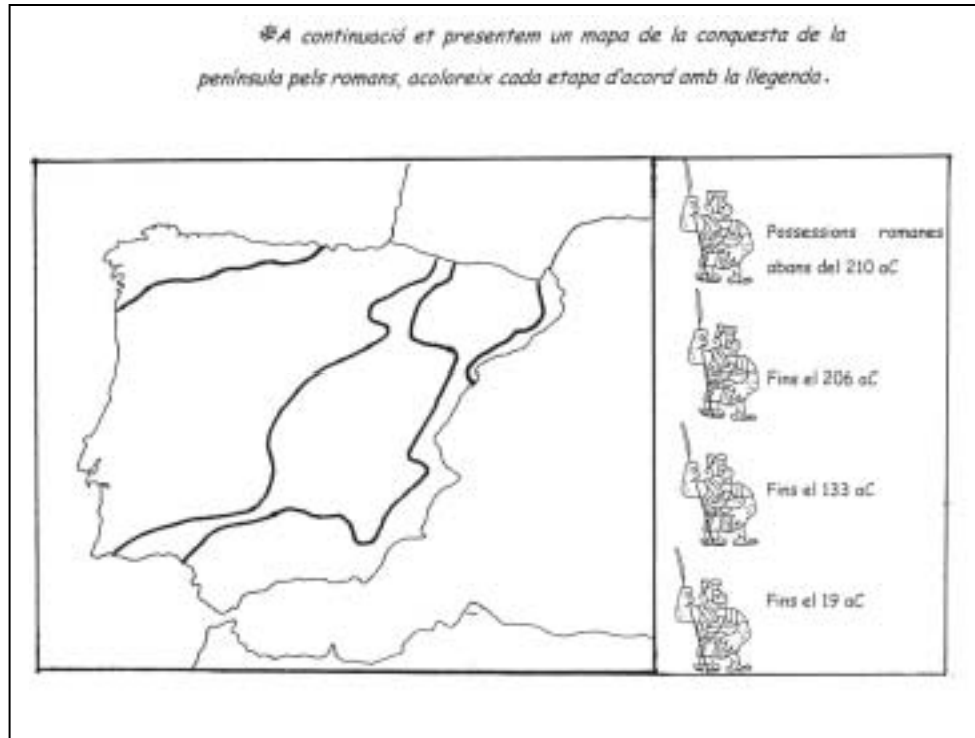 ❉A continuació et presentem un mapa de la conquesta de la
península pels romans, acoloreix cada etapa d'acord amb la llegenda.
Possessions romanes
abans del 210 aC
Fins el 206 aC
Fins el 133 aC
Fins el 19 aC